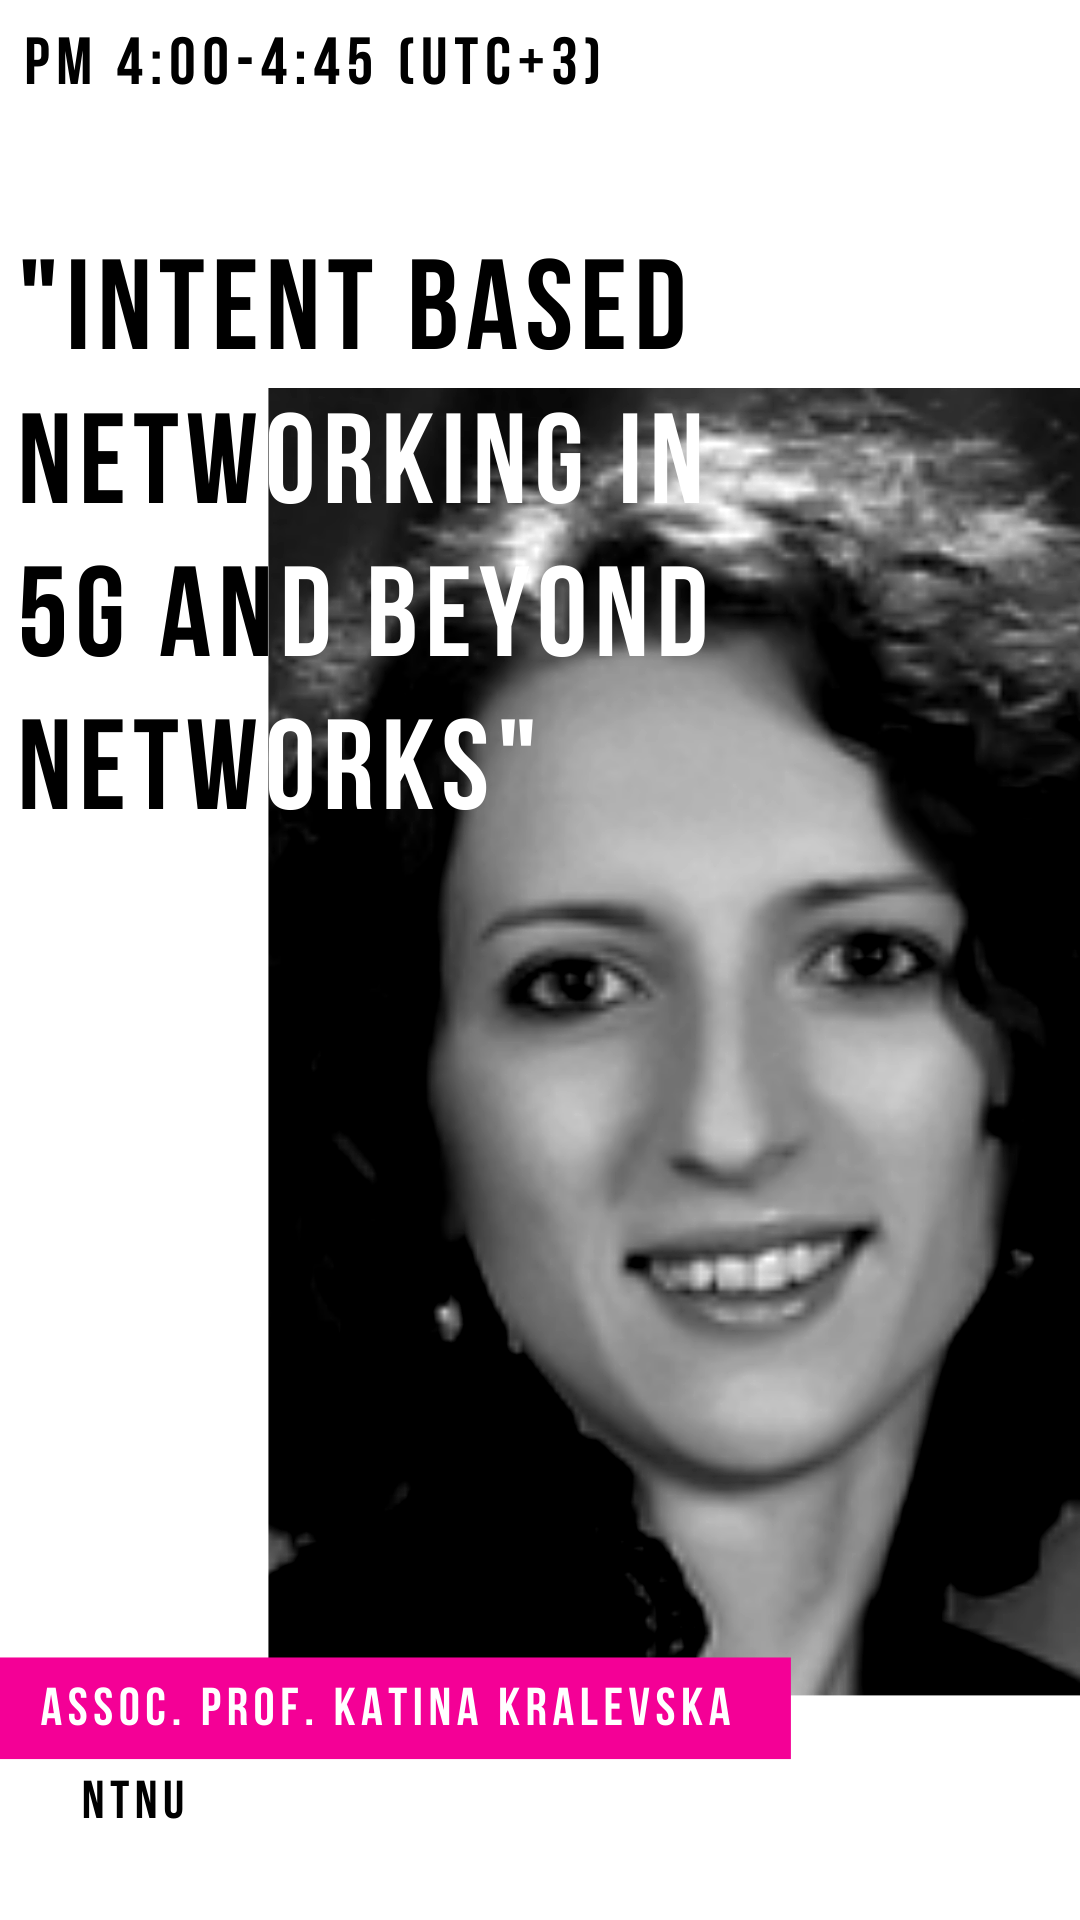 PM 4:00-4:45 (UTC+3)
"INTENT BASED
NETWORKING IN
5G AND BEYOND
NETWORKS"
ASSOC. PROF. KATINA KRALEVSKA
NTNU